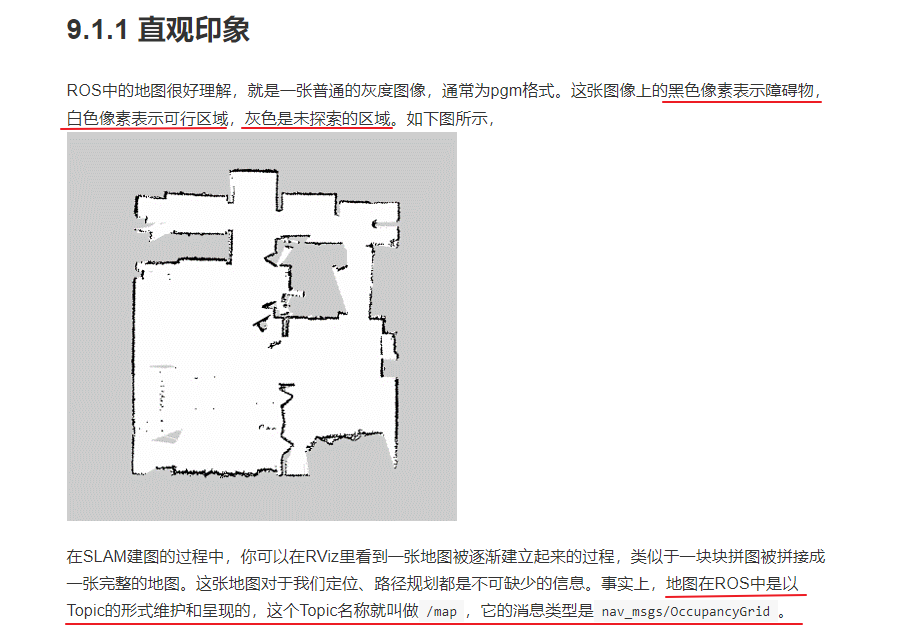 9.1.1 直观印象
ROS中的地图很好理解，就是一张普通的灰度图像，通常为pgm格式。这张图像上的黑色像素表示障碍物，
白色像素表示可行区域，灰色是未探索的区域。如下图所示，
在SLAM建图的过程中，你可以在RViz里看到一张地图被逐渐建立起来的过程，类似于一块块拼图被拼接成
一张完整的地图。这张地图对于我们定位、路径规划都是不可缺少的信息。事实上，地图在ROS中是以
Topic的形式维护和呈现的，这个Topic名称就叫做 /map ，它的消息类型是 nav_msgs/OccupancyGrid 。